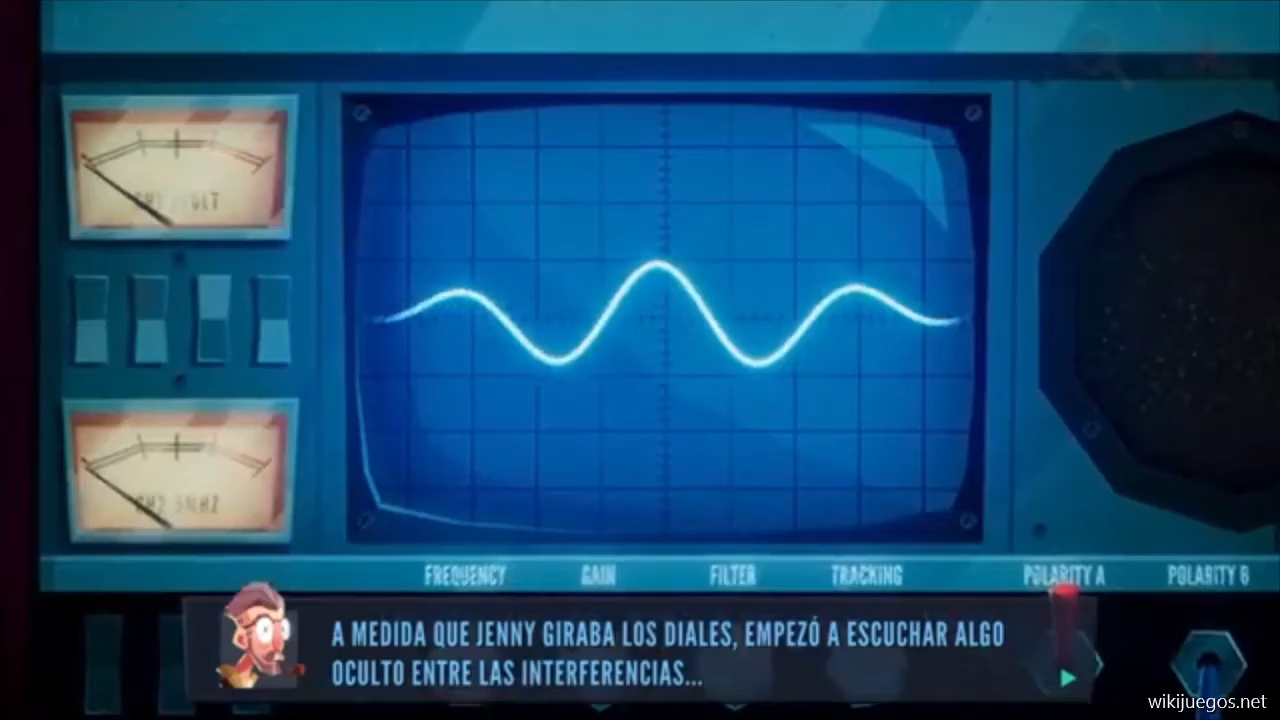 FREQUENCY GAIN FILTER TRACKING POLARITY A POLARITY B
A MEDIDA QUE JENNY GIRABA LOS DIALES, EMPEZÓ A ESCUCHAR ALGO
OCULTO ENTRE LAS INTERFERENCIAS...
wikijuegos.net